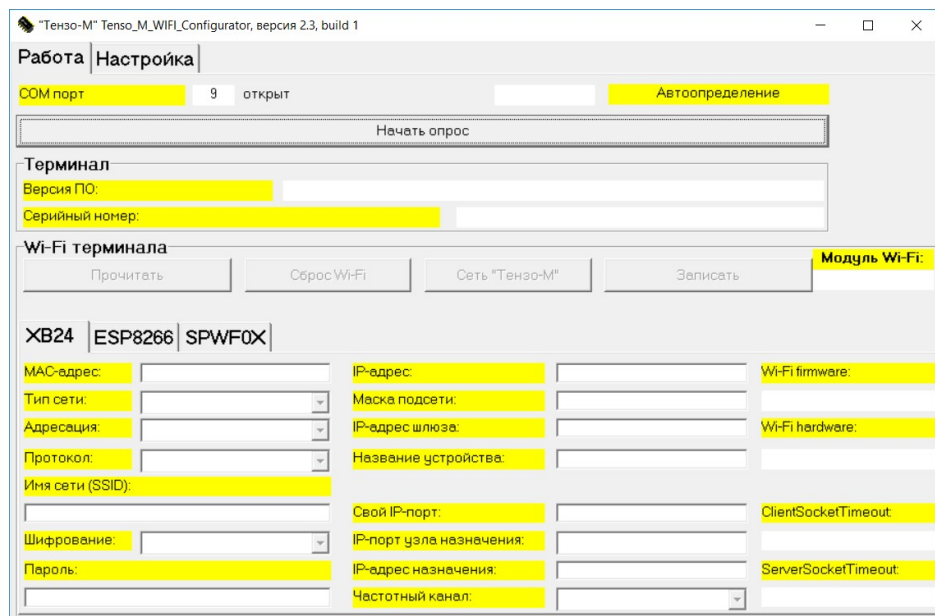 "Тензо-М" Tenso_M_WIFI_Configurator, версия 2.3, build 1
Работа Настройка
COM порт 9 открыт Автоопределение
Начать опрос
Терминал
Версия ПО:
Серийный номер:
Wi-Fi терминала
Модуль Wi-Fi:
Прочитать Сброс Wi-Fi Сеть "Тензо-М" Записать
XB24 ESP8266 SPWF0X
MAC-адрес: IP-адрес: Wi-Fi firmware:
Тип сети: Маска подсети:
Адресация: IP-адрес шлюза: Wi-Fi hardware:
Протокол: Название устройства:
Имя сети (SSID):
Свой IP-порт: ClientSocketTimeout:
Шифрование: IP-порт узла назначения:
Пароль: IP-адрес назначения: ServerSocketTimeout:
Частотный канал: